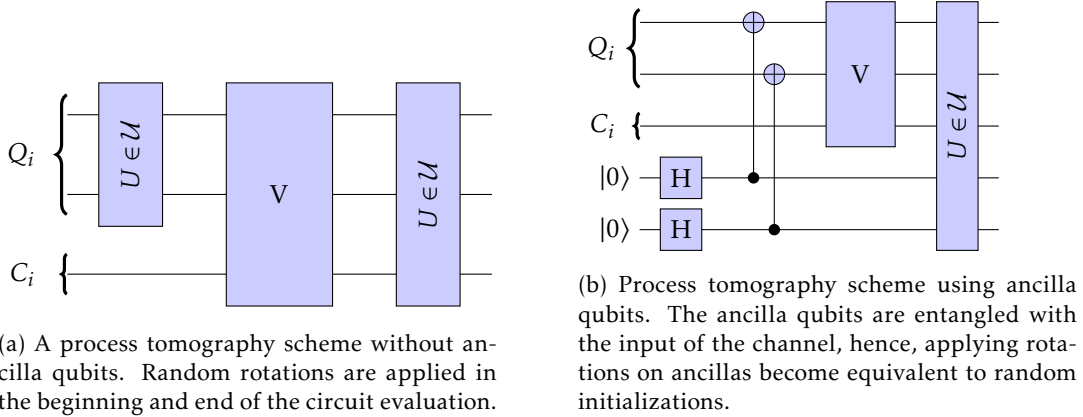 Q_i
C_i
U ∈ 𝒰
V
U ∈ 𝒰
(a) A process tomography scheme without an-
cilla qubits. Random rotations are applied in
the beginning and end of the circuit evaluation.
Q_i
C_i
|0⟩
|0⟩
H
H
V
U ∈ 𝒰
(b) Process tomography scheme using ancilla
qubits. The ancilla qubits are entangled with
the input of the channel, hence, applying rota-
tions on ancillas become equivalent to random
initializations.